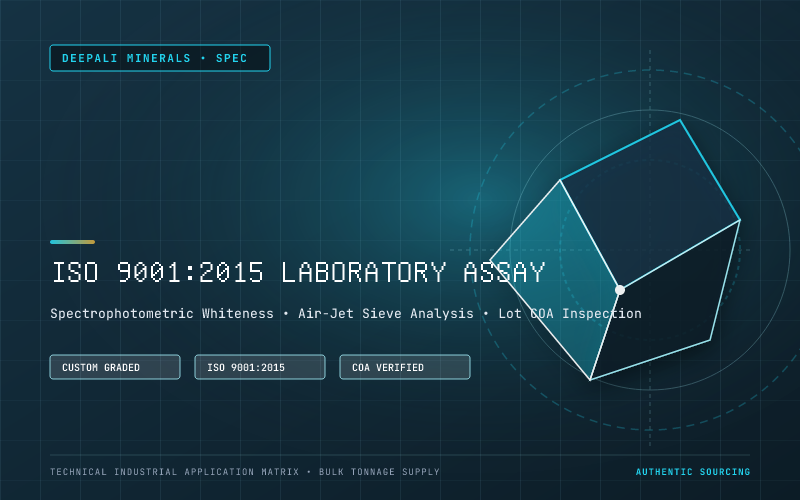 DEEPALI MINERALS • SPEC
ISO 9001:2015 LABORATORY ASSAY
Spectrophotometric Whiteness • Air-Jet Sieve Analysis • Lot COA Inspection
CUSTOM GRADED
ISO 9001:2015
COA VERIFIED
TECHNICAL INDUSTRIAL APPLICATION MATRIX • BULK TONNAGE SUPPLY
AUTHENTIC SOURCING